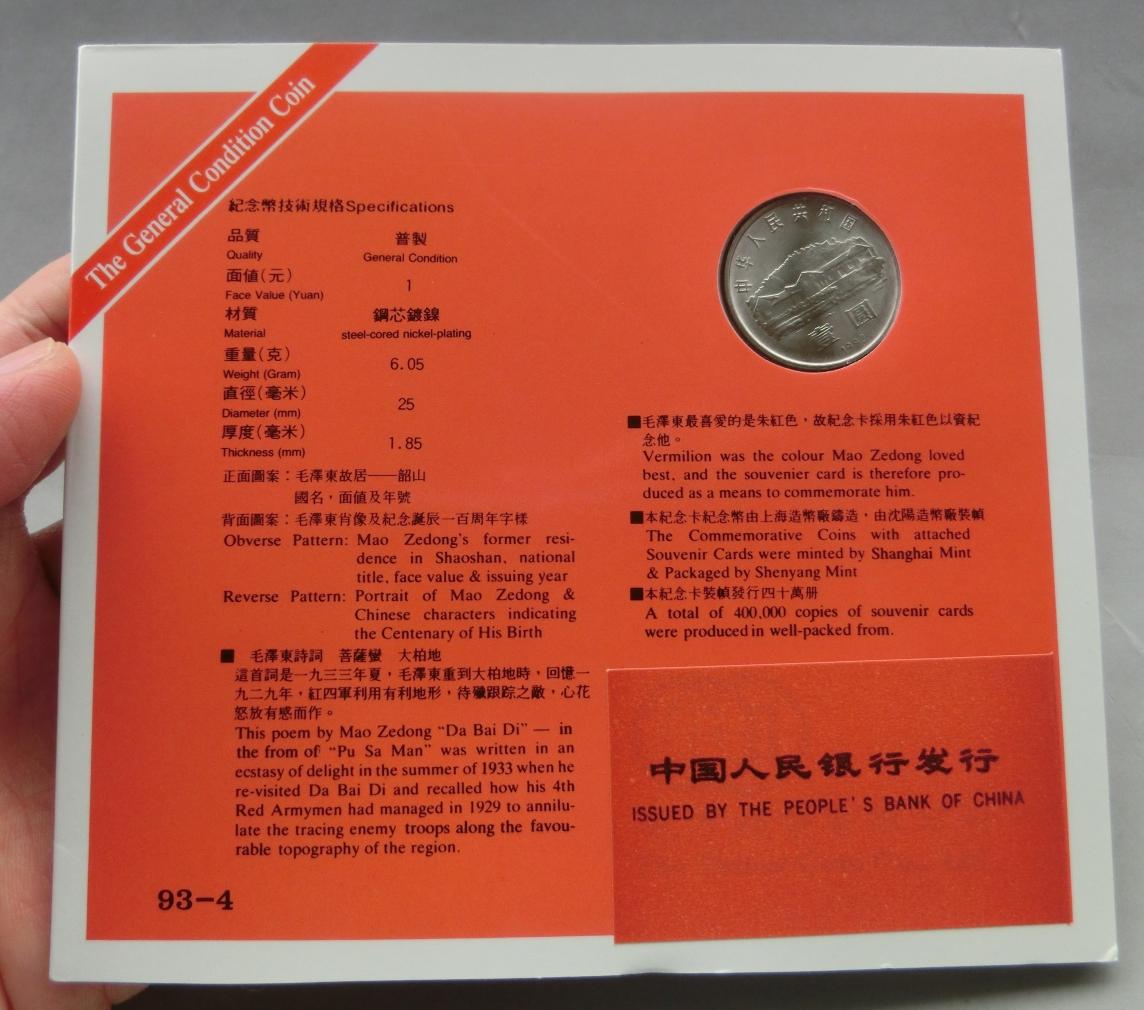 The General Condition Coin
紀念幣技術規格Specifications
品質 普製
Quality General Condition
面值(元) 1
Face Value (Yuan)
材質 鋼芯鍍鎳
Material steel-cored nickel-plating
重量(克) 6.05
Weight (Gram)
直徑(毫米) 25
Diameter (mm)
厚度(毫米) 1.85
Thickness (mm)
正面圖案：毛澤東故居——韶山
國名，面值及年號
背面圖案：毛澤東肖像及紀念誕辰一百周年字樣
Obverse Pattern: Mao Zedong's former resi-
dence in Shaoshan, national
title, face value & issuing year
Reverse Pattern: Portrait of Mao Zedong &
Chinese characters indicating
the Centenary of His Birth
■ 毛澤東詩詞 菩薩蠻 大柏地
這首詞是一九三三年夏，毛澤東重到大柏地時，回憶一
九二九年，紅四軍利用有利地形，待殲跟踪之敵，心花
怒放有感而作。
This poem by Mao Zedong “Da Bai Di” — in
the from of “Pu Sa Man” was written in an
ecstasy of delight in the summer of 1933 when he
re-visited Da Bai Di and recalled how his 4th
Red Armymen had managed in 1929 to annilu-
late the tracing enemy troops along the favou-
rable topography of the region.
93-4
中华人民共和国
壹圆
■毛澤東最喜愛的是朱紅色，故紀念卡採用朱紅色以資紀
念他。
Vermilion was the colour Mao Zedong loved
best, and the souvenier card is therefore pro-
duced as a means to commemorate him.
■本紀念卡紀念幣由上海造幣廠鑄造，由沈陽造幣廠裝幀
The Commemorative Coins with attached
Souvenir Cards were minted by Shanghai Mint
& Packaged by Shenyang Mint
■本紀念卡裝幀發行四十萬册
A total of 400,000 copies of souvenir cards
were produced in well-packed from.
中国人民银行发行
ISSUED BY THE PEOPLE'S BANK OF CHINA